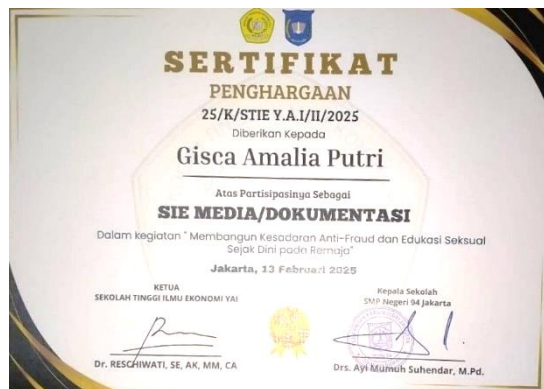 SERTIFIKAT
PENGHARGAAN
25/K/STIE Y.A.I/II/2025
Diberikan Kepada
Gisca Amalia Putri
Atas Partisipasinya Sebagai
SIE MEDIA/DOKUMENTASI
Dalam kegiatan " Membangun Kesadaran Anti-Fraud dan Edukasi Seksual
Sejak Dini pada Remaja"
Jakarta, 13 Februari 2025
KETUA
SEKOLAH TINGGI ILMU EKONOMI YAI
Dr. RESCHIWATI, SE, AK, MM, CA
Kepala Sekolah
SMP Negeri 94 Jakarta
Drs. Ayi Mumuh Suhendar, M.Pd.